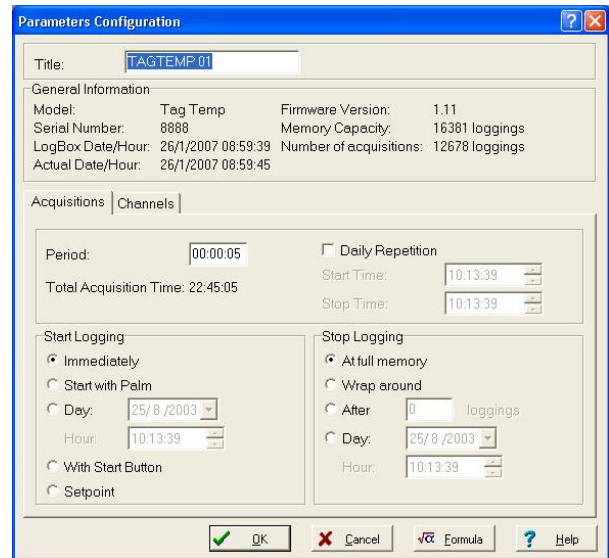 Parameters Configuration
Title: TAGTEMP 01
General Information
Model: Tag Temp Firmware Version: 1.11
Serial Number: 8888 Memory Capacity: 16381 loggings
LogBox Date/Hour: 26/1/2007 08:59:39 Number of acquisitions: 12678 loggings
Actual Date/Hour: 26/1/2007 08:59:45
Acquisitions Channels
Period: 00:00:05
Total Acquisition Time: 22:45:05
Daily Repetition
Start Time: 10:13:39
Stop Time: 10:13:39
Start Logging
Immediately
Start with Palm
Day: 25/ 8 /2003
Hour: 10:13:39
With Start Button
Setpoint
Stop Logging
At full memory
Wrap around
After 0 loggings
Day: 25/ 8 /2003
Hour: 10:13:39
OK Cancel √α Formula ? Help